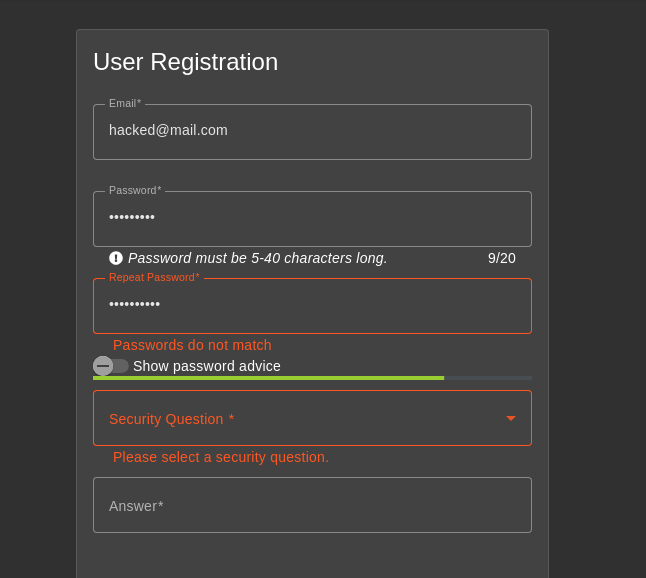 User Registration
Email*
hacked@mail.com
Password*
•••••••••
Password must be 5-40 characters long. 9/20
Repeat Password*
••••••••••
Passwords do not match
Show password advice
Security Question *
Please select a security question.
Answer*